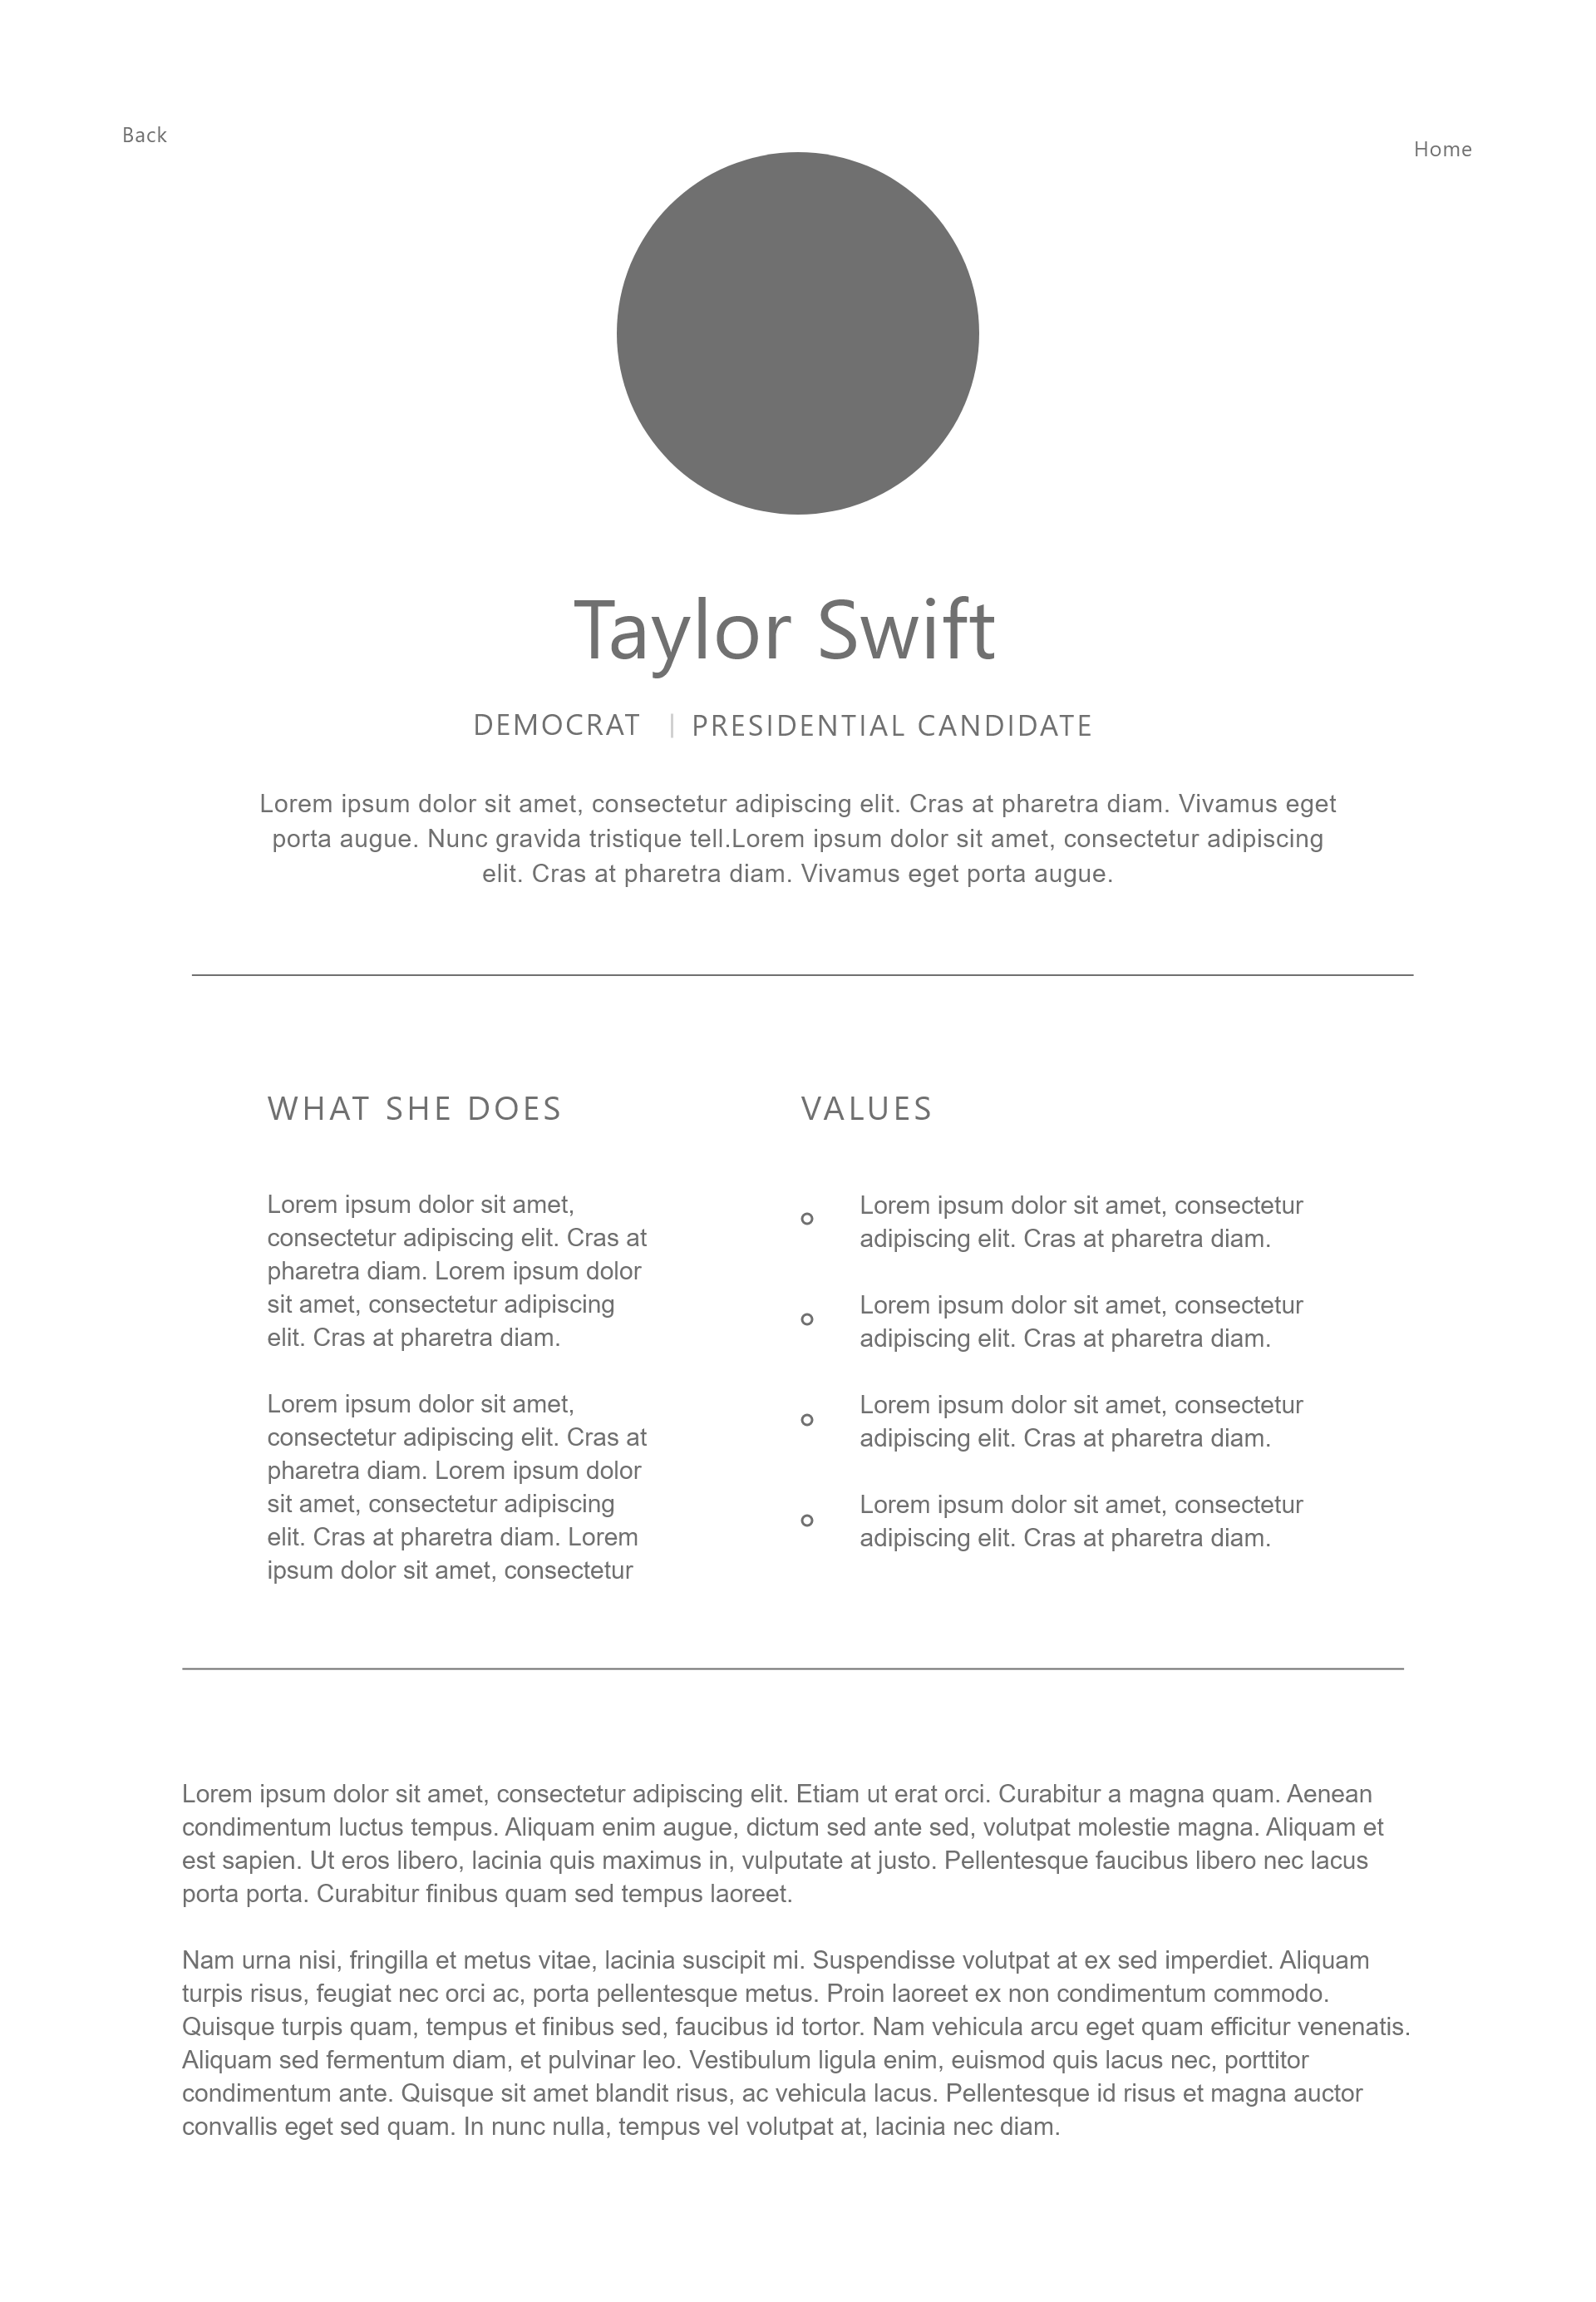 Back
Home
Taylor Swift
DEMOCRAT | PRESIDENTIAL CANDIDATE
Lorem ipsum dolor sit amet, consectetur adipiscing elit. Cras at pharetra diam. Vivamus eget
porta augue. Nunc gravida tristique tell.Lorem ipsum dolor sit amet, consectetur adipiscing
elit. Cras at pharetra diam. Vivamus eget porta augue.
WHAT SHE DOES
Lorem ipsum dolor sit amet,
consectetur adipiscing elit. Cras at
pharetra diam. Lorem ipsum dolor
sit amet, consectetur adipiscing
elit. Cras at pharetra diam.
Lorem ipsum dolor sit amet,
consectetur adipiscing elit. Cras at
pharetra diam. Lorem ipsum dolor
sit amet, consectetur adipiscing
elit. Cras at pharetra diam. Lorem
ipsum dolor sit amet, consectetur
VALUES
Lorem ipsum dolor sit amet, consectetur
adipiscing elit. Cras at pharetra diam.
Lorem ipsum dolor sit amet, consectetur
adipiscing elit. Cras at pharetra diam.
Lorem ipsum dolor sit amet, consectetur
adipiscing elit. Cras at pharetra diam.
Lorem ipsum dolor sit amet, consectetur
adipiscing elit. Cras at pharetra diam.
Lorem ipsum dolor sit amet, consectetur adipiscing elit. Etiam ut erat orci. Curabitur a magna quam. Aenean
condimentum luctus tempus. Aliquam enim augue, dictum sed ante sed, volutpat molestie magna. Aliquam et
est sapien. Ut eros libero, lacinia quis maximus in, vulputate at justo. Pellentesque faucibus libero nec lacus
porta porta. Curabitur finibus quam sed tempus laoreet.
Nam urna nisi, fringilla et metus vitae, lacinia suscipit mi. Suspendisse volutpat at ex sed imperdiet. Aliquam
turpis risus, feugiat nec orci ac, porta pellentesque metus. Proin laoreet ex non condimentum commodo.
Quisque turpis quam, tempus et finibus sed, faucibus id tortor. Nam vehicula arcu eget quam efficitur venenatis.
Aliquam sed fermentum diam, et pulvinar leo. Vestibulum ligula enim, euismod quis lacus nec, porttitor
condimentum ante. Quisque sit amet blandit risus, ac vehicula lacus. Pellentesque id risus et magna auctor
convallis eget sed quam. In nunc nulla, tempus vel volutpat at, lacinia nec diam.